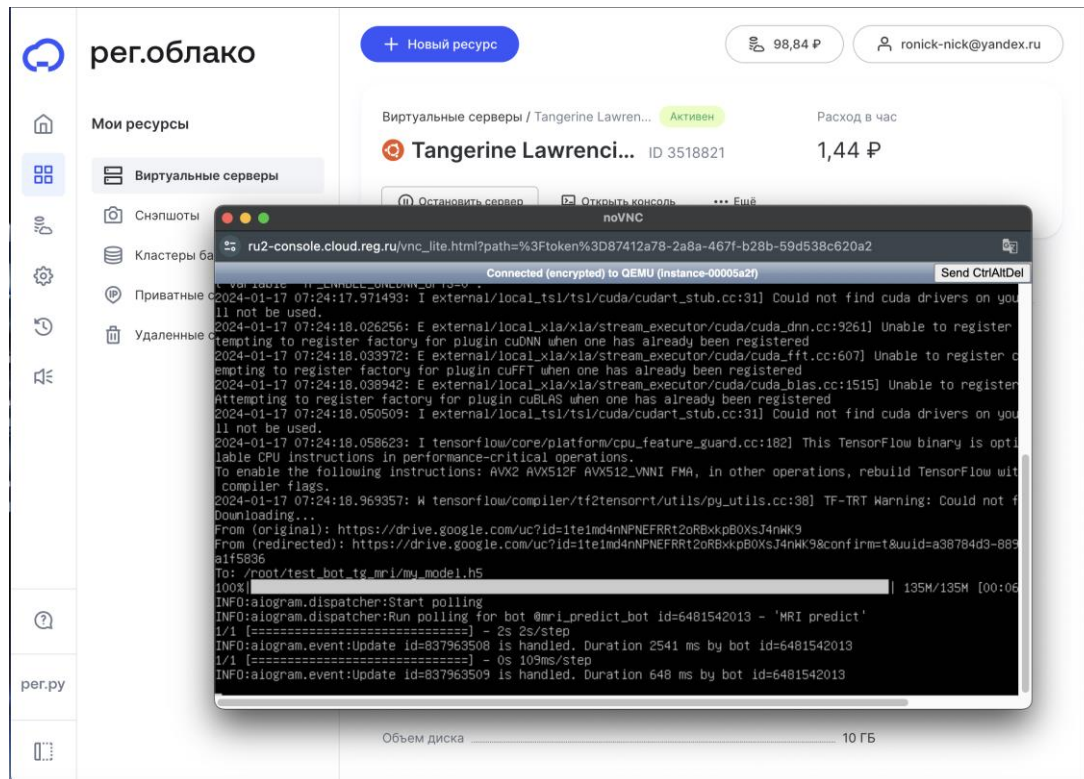 рег.облако
+ Новый ресурс
98,84 ₽
ronick-nick@yandex.ru
Мои ресурсы
Виртуальные серверы
Снэпшоты
Кластеры ба
Приватные с
Удаленные с
рег.ру
Виртуальные серверы / Tangerine Lawren...
Активен
Расход в час
Tangerine Lawrenci...
ID 3518821
1,44 ₽
Остановить сервер
Открыть консоль
••• Ещё
noVNC
ru2-console.cloud.reg.ru/vnc_lite.html?path=%3Ftoken%3D87412a78-2a8a-467f-b28b-59d538c620a2
Connected (encrypted) to QEMU (instance-00005a2f)
Send CtrlAltDel
t variable `TF_ENABLE_ONEDNN_OPTS=0`.
2024-01-17 07:24:17.971493: I external/local_tsl/tsl/cuda/cudart_stub.cc:31] Could not find cuda drivers on you
ll not be used.
2024-01-17 07:24:18.026256: E external/local_xla/xla/stream_executor/cuda/cuda_dnn.cc:9261] Unable to register
tempting to register factory for plugin cuDNN when one has already been registered
2024-01-17 07:24:18.033972: E external/local_xla/xla/stream_executor/cuda/cuda_fft.cc:607] Unable to register c
empting to register factory for plugin cuFFT when one has already been registered
2024-01-17 07:24:18.038942: E external/local_xla/xla/stream_executor/cuda/cuda_blas.cc:1515] Unable to register
Attempting to register factory for plugin cuBLAS when one has already been registered
2024-01-17 07:24:18.050509: I external/local_tsl/tsl/cuda/cudart_stub.cc:31] Could not find cuda drivers on you
ll not be used.
2024-01-17 07:24:18.058623: I tensorflow/core/platform/cpu_feature_guard.cc:182] This TensorFlow binary is opti
lable CPU instructions in performance-critical operations.
To enable the following instructions: AVX2 AVX512F AVX512_VNNI FMA, in other operations, rebuild TensorFlow wit
compiler flags.
2024-01-17 07:24:18.969357: W tensorflow/compiler/tf2tensorrt/utils/py_utils.cc:38] TF-TRT Warning: Could not f
Downloading...
From (original): https://drive.google.com/uc?id=1te1md4nNPNEFRRt2oRBxkpB0XsJ4nWK9
From (redirected): https://drive.google.com/uc?id=1te1md4nNPNEFRRt2oRBxkpB0XsJ4nWK9&confirm=t&uuid=a38784d3-889
a1f5836
To: /root/test_bot_tg_mri/my_model.h5
100%| | 135M/135M [00:06
INFO:aiogram.dispatcher:Start polling
INFO:aiogram.dispatcher:Run polling for bot @mri_predict_bot id=6481542013 - 'MRI predict'
1/1 [==============================] - 2s 2s/step
INFO:aiogram.event:Update id=837963508 is handled. Duration 2541 ms by bot id=6481542013
1/1 [==============================] - 0s 109ms/step
INFO:aiogram.event:Update id=837963509 is handled. Duration 648 ms by bot id=6481542013
Объем диска
10 ГБ